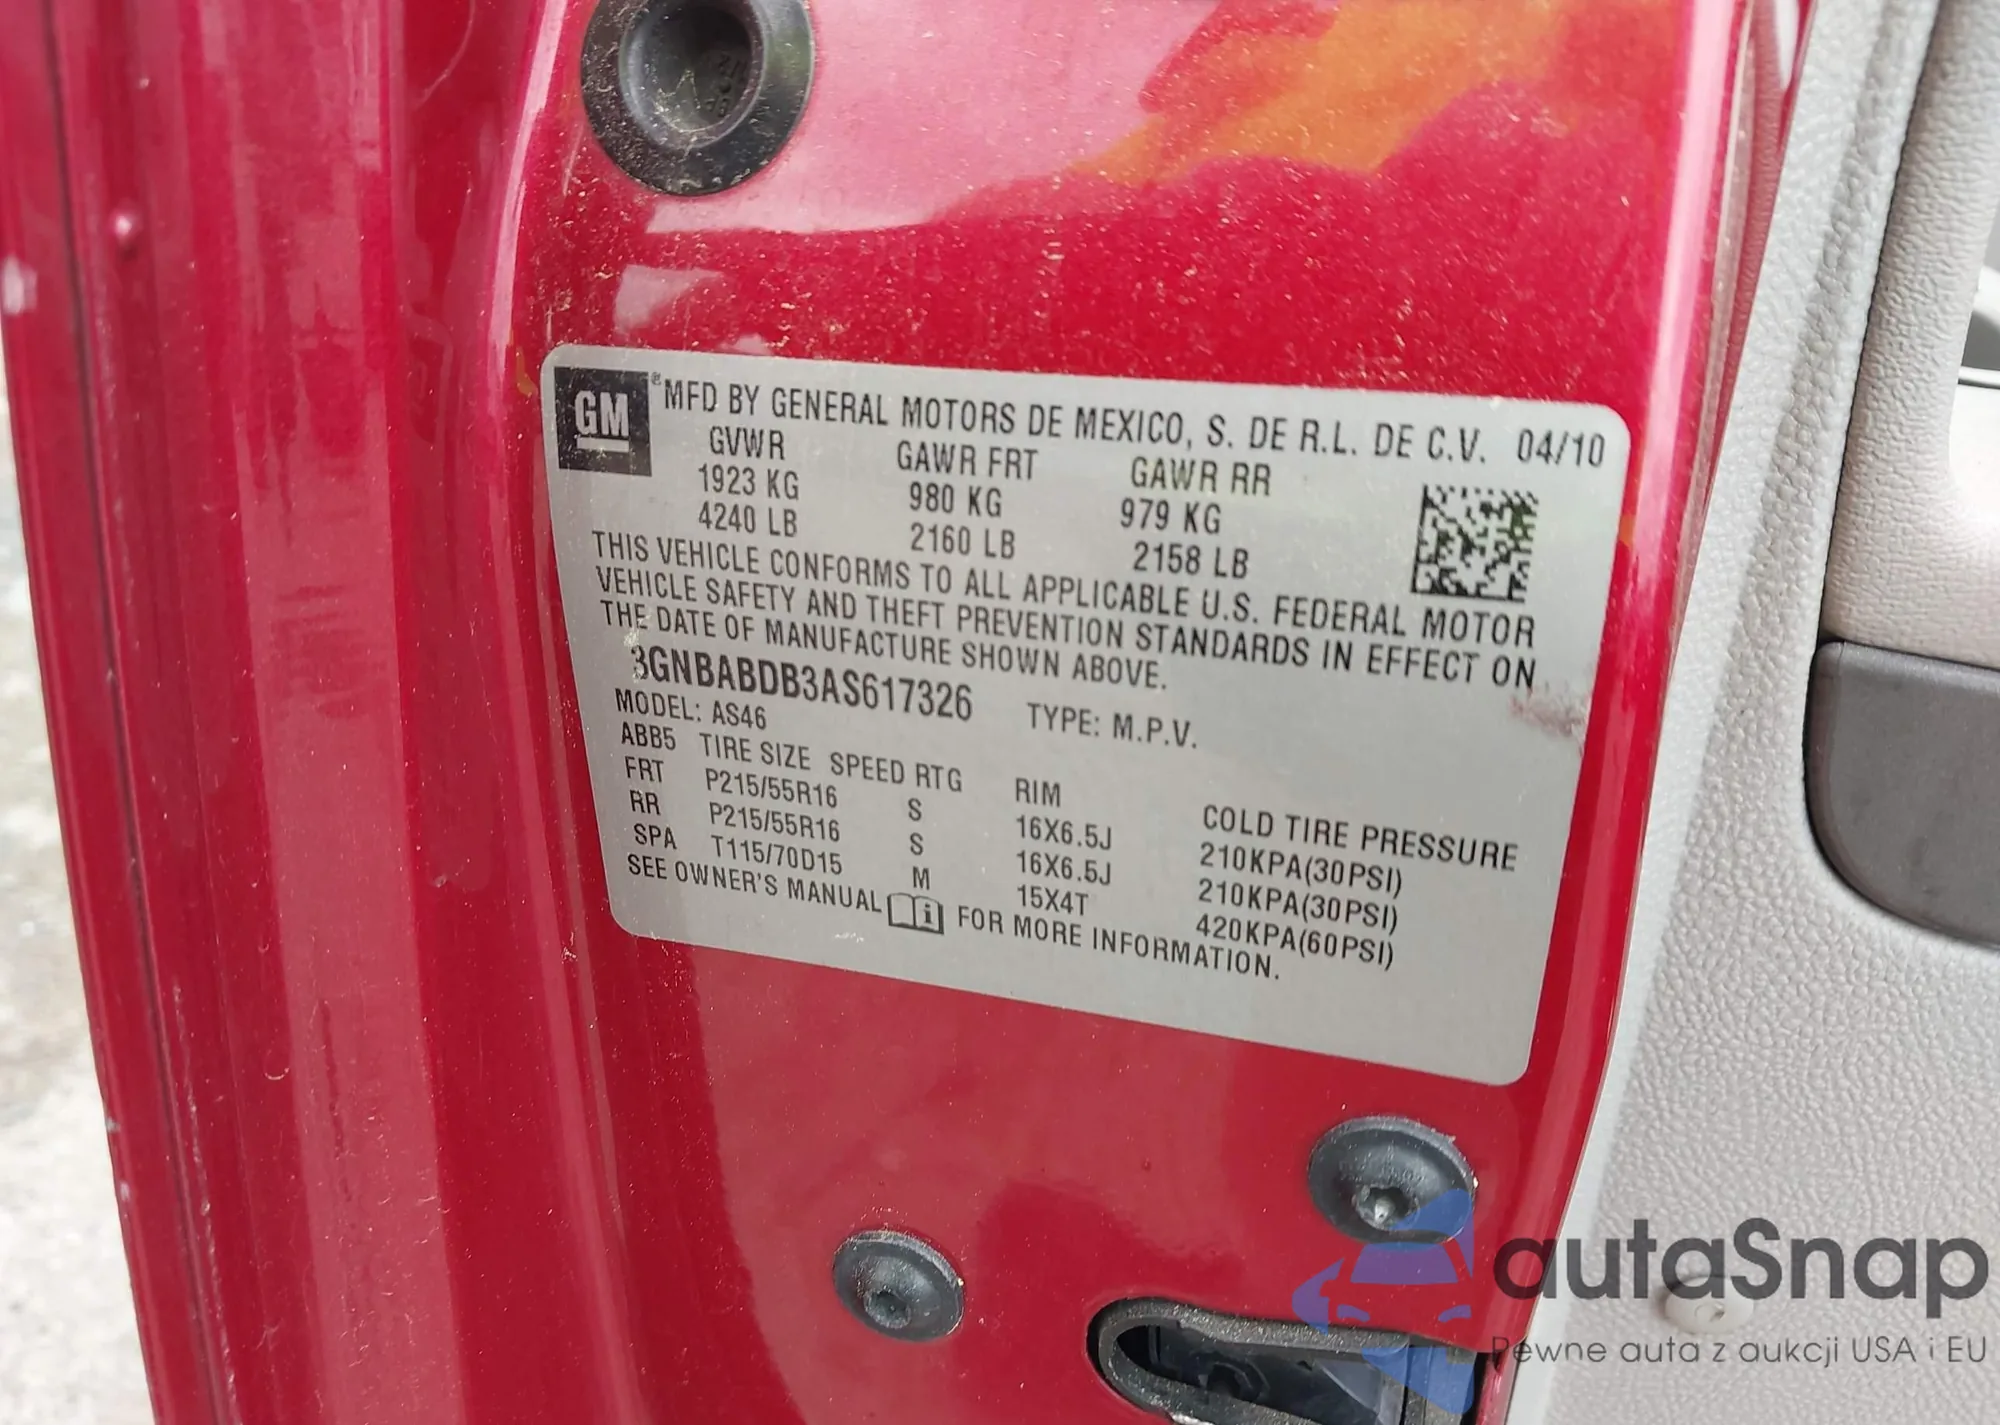 GM ® MFD BY GENERAL MOTORS DE MEXICO, S. DE R.L. DE C.V. 04/10
GVWR GAWR FRT GAWR RR
1923 KG 980 KG 979 KG
4240 LB 2160 LB 2158 LB
THIS VEHICLE CONFORMS TO ALL APPLICABLE U.S. FEDERAL MOTOR
VEHICLE SAFETY AND THEFT PREVENTION STANDARDS IN EFFECT ON
THE DATE OF MANUFACTURE SHOWN ABOVE.
3GNBABDB3AS617326 TYPE: M.P.V.
MODEL: AS46
ABB5 TIRE SIZE SPEED RTG RIM COLD TIRE PRESSURE
FRT P215/55R16 S 16X6.5J 210KPA(30PSI)
RR P215/55R16 S 16X6.5J 210KPA(30PSI)
SPA T115/70D15 M 15X4T 420KPA(60PSI)
SEE OWNER'S MANUAL i FOR MORE INFORMATION.
autaSnap
Pewne auta z aukcji USA i EU